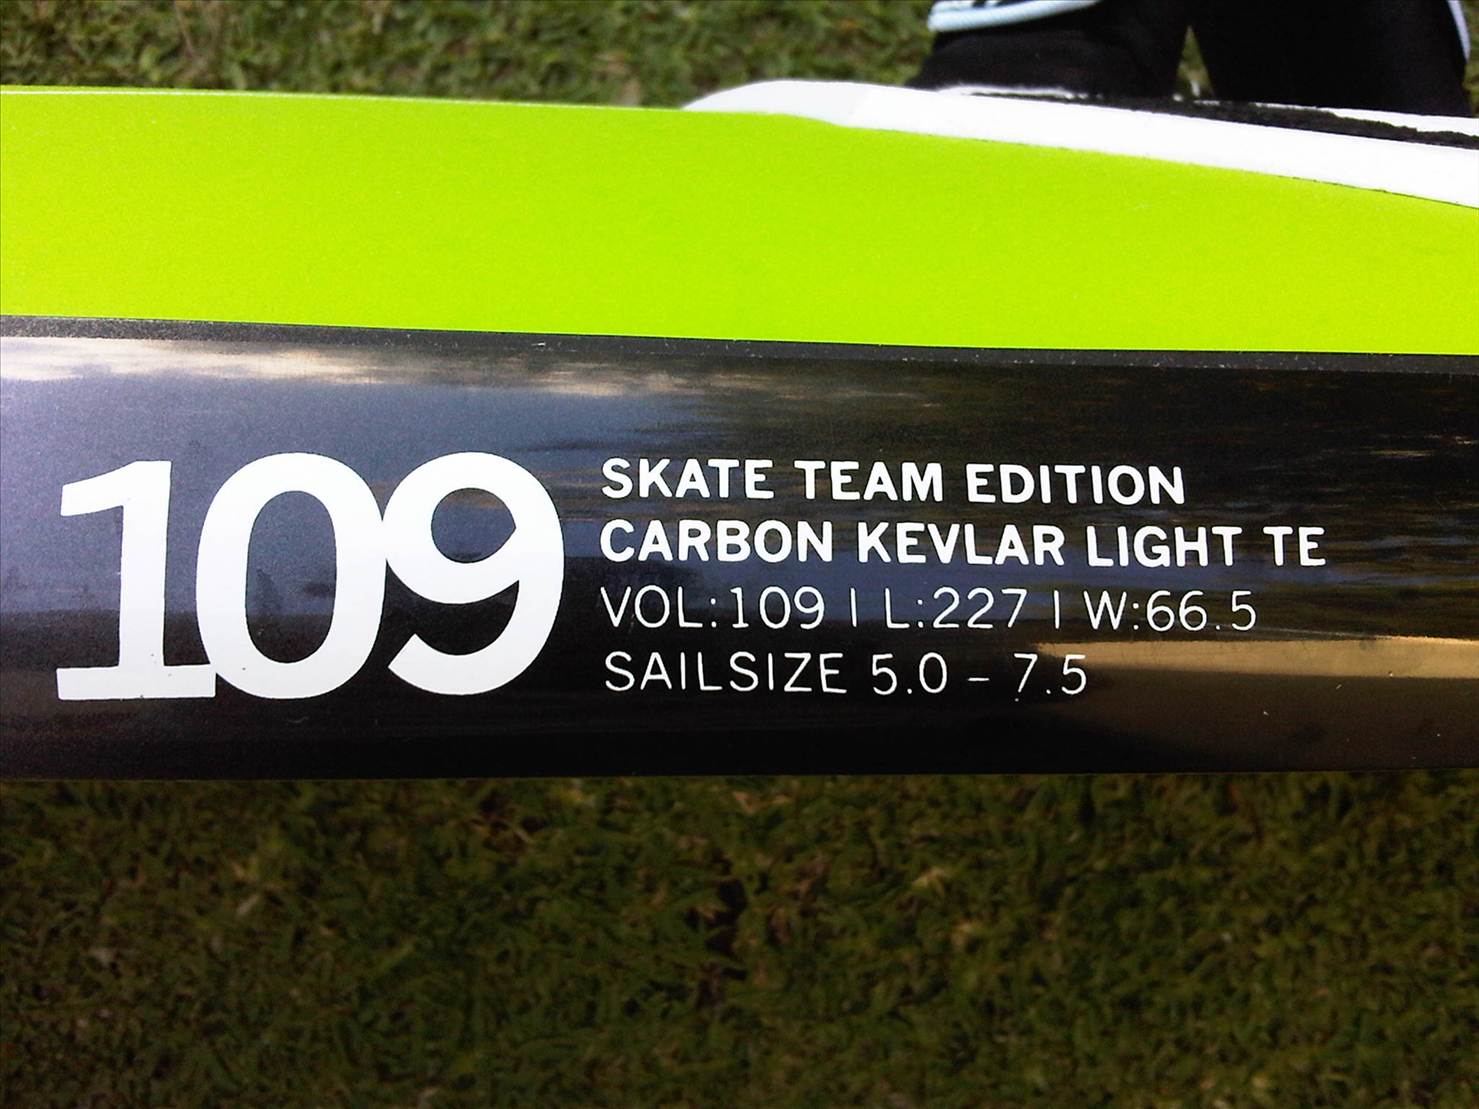 109
SKATE TEAM EDITION
CARBON KEVLAR LIGHT TE
VOL:109 | L:227 | W:66.5
SAILSIZE 5.0 - 7.5